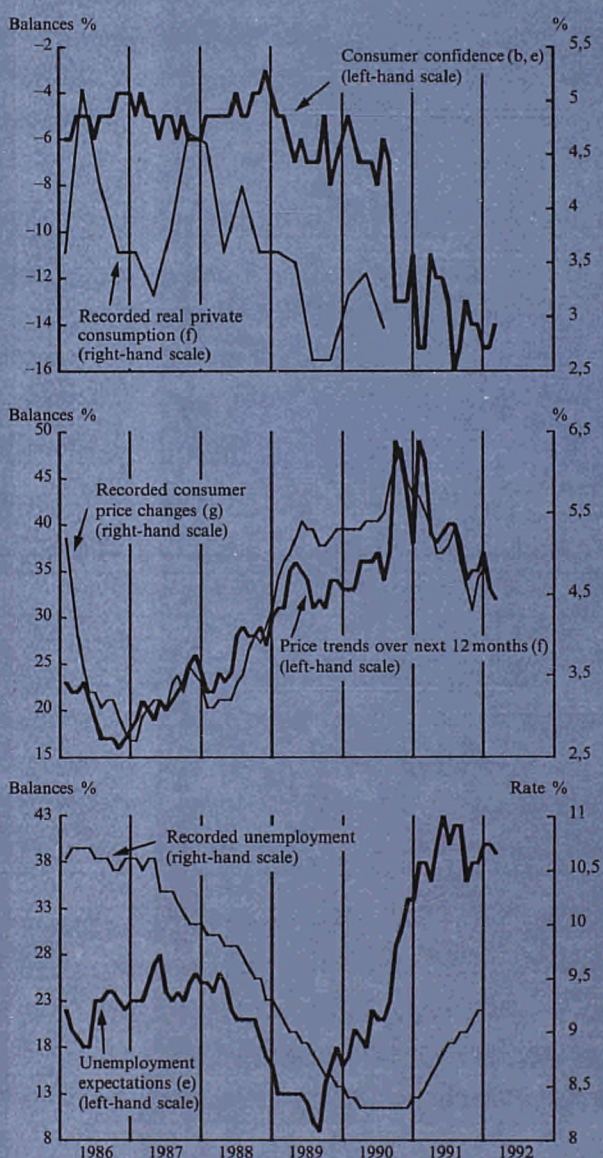 Balances % %
-2 5,5
Consumer confidence (b, e)
(left-hand scale)
-4 5
-6 4,5
-8 4
-10
-12 3,5
Recorded real private
consumption (f)
(right-hand scale)
-14 3
-16 2,5
Balances % %
50 6,5
45
Recorded consumer
price changes (g)
(right-hand scale)
40 5,5
35
30 4,5
Price trends over next 12 months (f)
(left-hand scale)
25 3,5
20
15 2,5
Balances % Rate %
43 11
Recorded unemployment
(right-hand scale)
38 10,5
33 10
28 9,5
23
18 9
Unemployment
expectations (e)
(left-hand scale)
13 8,5
8 8
1986 1987 1988 1989 1990 1991 1992